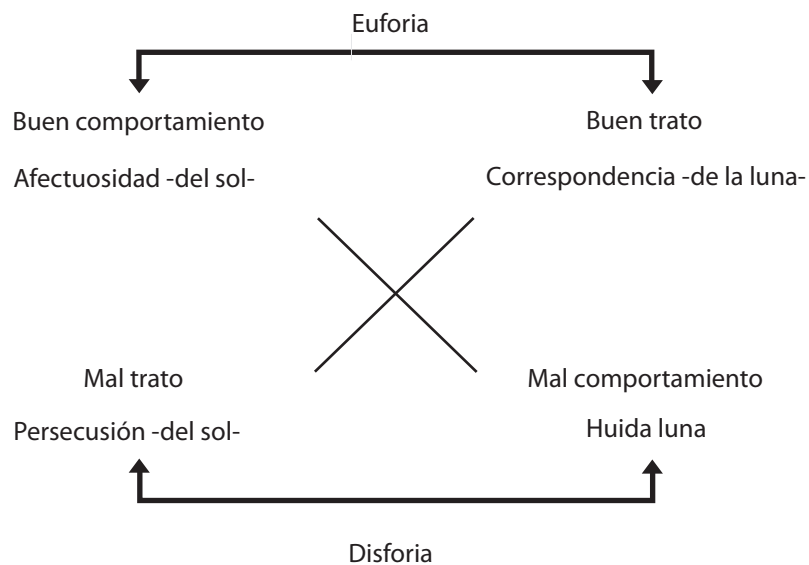 Euforia
Buen comportamiento
Buen trato
Afectuosidad -del sol-
Correspondencia -de la luna-
Mal trato
Mal comportamiento
Persecusión -del sol-
Huida luna
Disforia